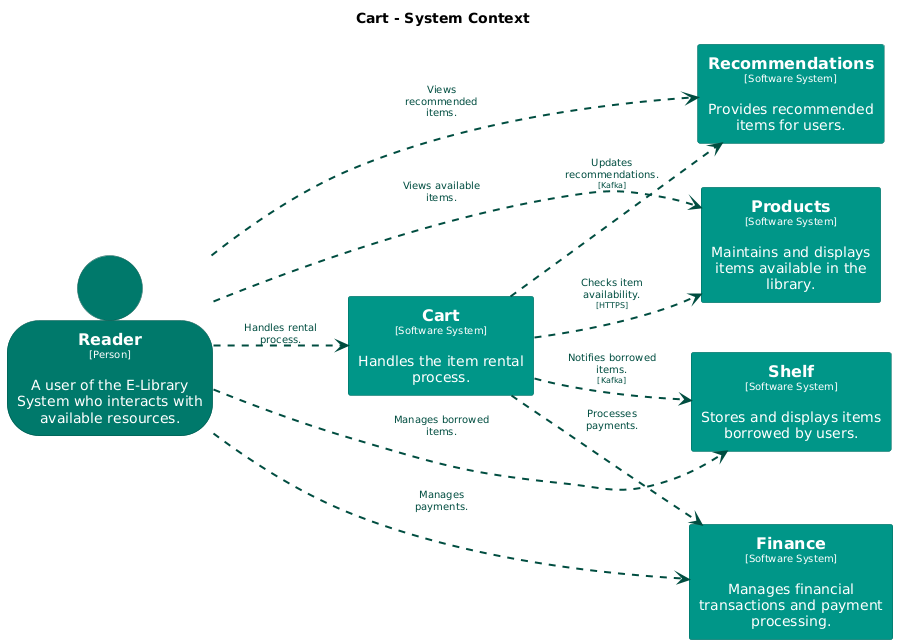 Cart - System Context
Recommendations
[Software System]
Provides recommended
items for users.
Views
recommended
items.
Updates
recommendations.
[Kafka]
Views available
items.
Products
[Software System]
Maintains and displays
items available in the
library.
Checks item
availability.
[HTTPS]
Reader
[Person]
A user of the E-Library
System who interacts with
available resources.
Handles rental
process.
Cart
[Software System]
Handles the item rental
process.
Notifies borrowed
items.
[Kafka]
Shelf
[Software System]
Stores and displays items
borrowed by users.
Processes
payments.
Manages borrowed
items.
Manages
payments.
Finance
[Software System]
Manages financial
transactions and payment
processing.